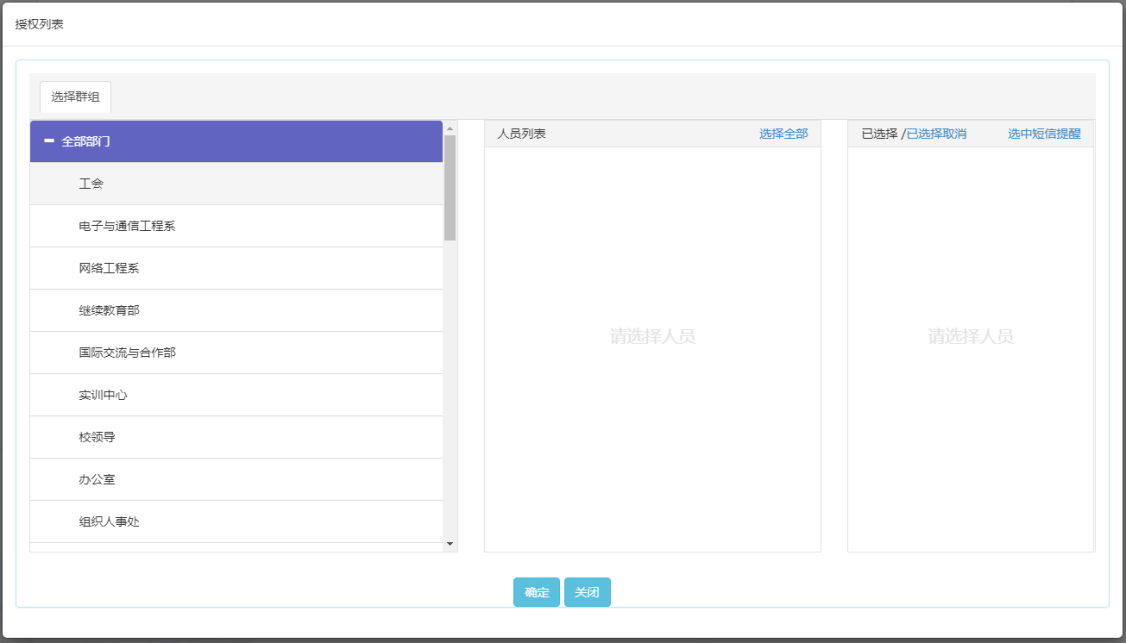 授权列表
选择群组
全部部门
工会
电子与通信工程系
网络工程系
继续教育部
国际交流与合作部
实训中心
校领导
办公室
组织人事处
人员列表 选择全部
请选择人员
已选择 /已选择取消 选中短信提醒
请选择人员
确定 关闭